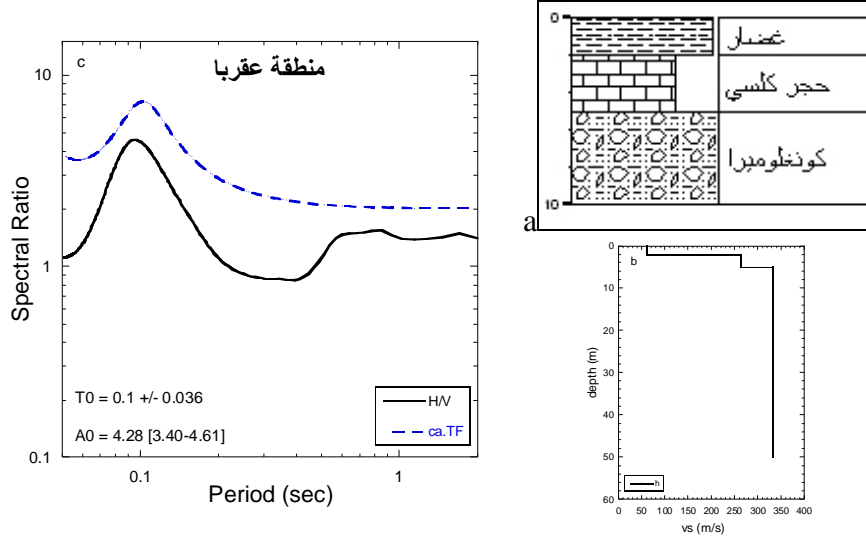 c
منطقة عقربا
10
1
0.1
Spectral Ratio
T0 = 0.1 +/- 0.036
A0 = 4.28 [3.40-4.61]
H/V
ca.TF
0.1
1
Period (sec)
a
0
10
غضار
حجر كلسي
كونغلوميرا
b
0
10
20
30
40
50
60
depth (m)
h
0 50 100 150 200 250 300 350 400
vs (m/s)